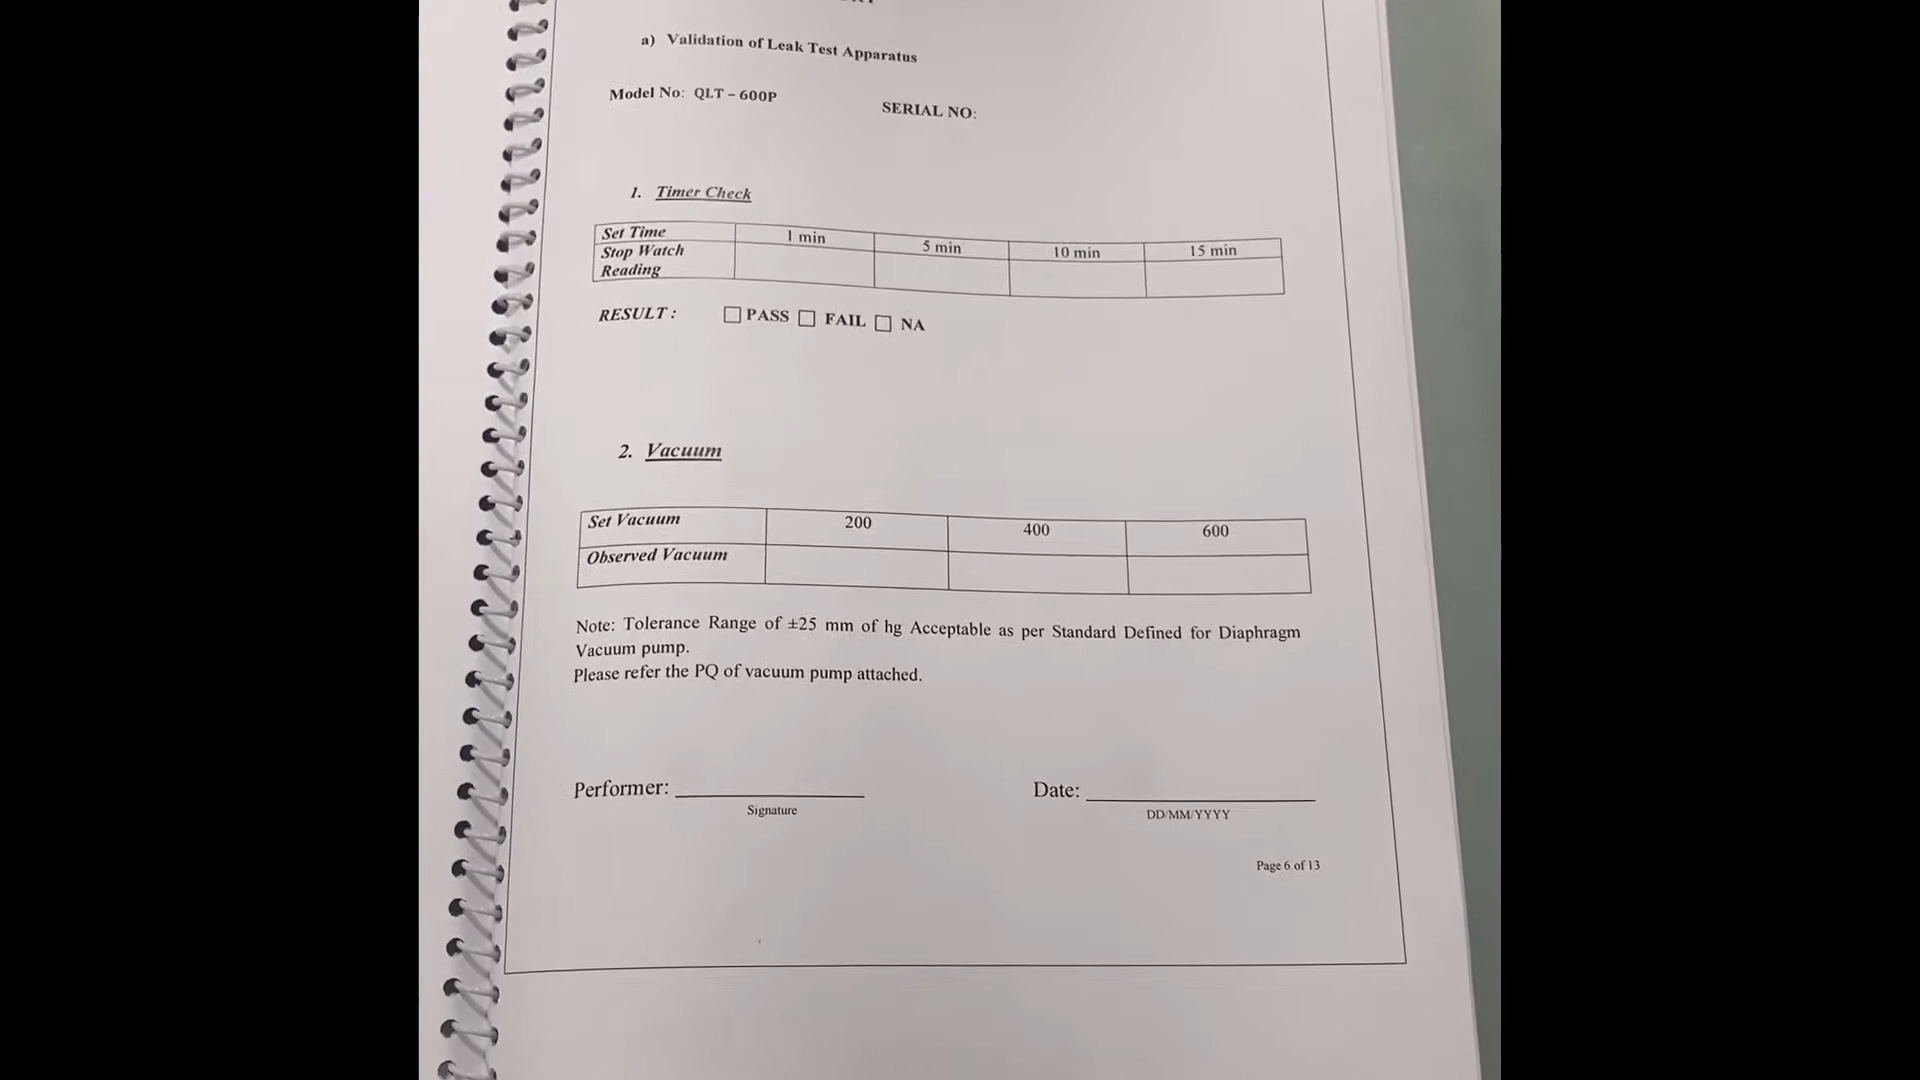 a) Validation of Leak Test Apparatus
Model No: QLT – 600P
SERIAL NO:
1. Timer Check
Set Time 1 min 5 min 10 min 15 min
Stop Watch
Reading
RESULT : PASS FAIL NA
2. Vacuum
Set Vacuum 200 400 600
Observed Vacuum
Note: Tolerance Range of ±25 mm of hg Acceptable as per Standard Defined for Diaphragm
Vacuum pump.
Please refer the PQ of vacuum pump attached.
Performer: Date:
Signature DD/MM/YYYY
Page 6 of 13